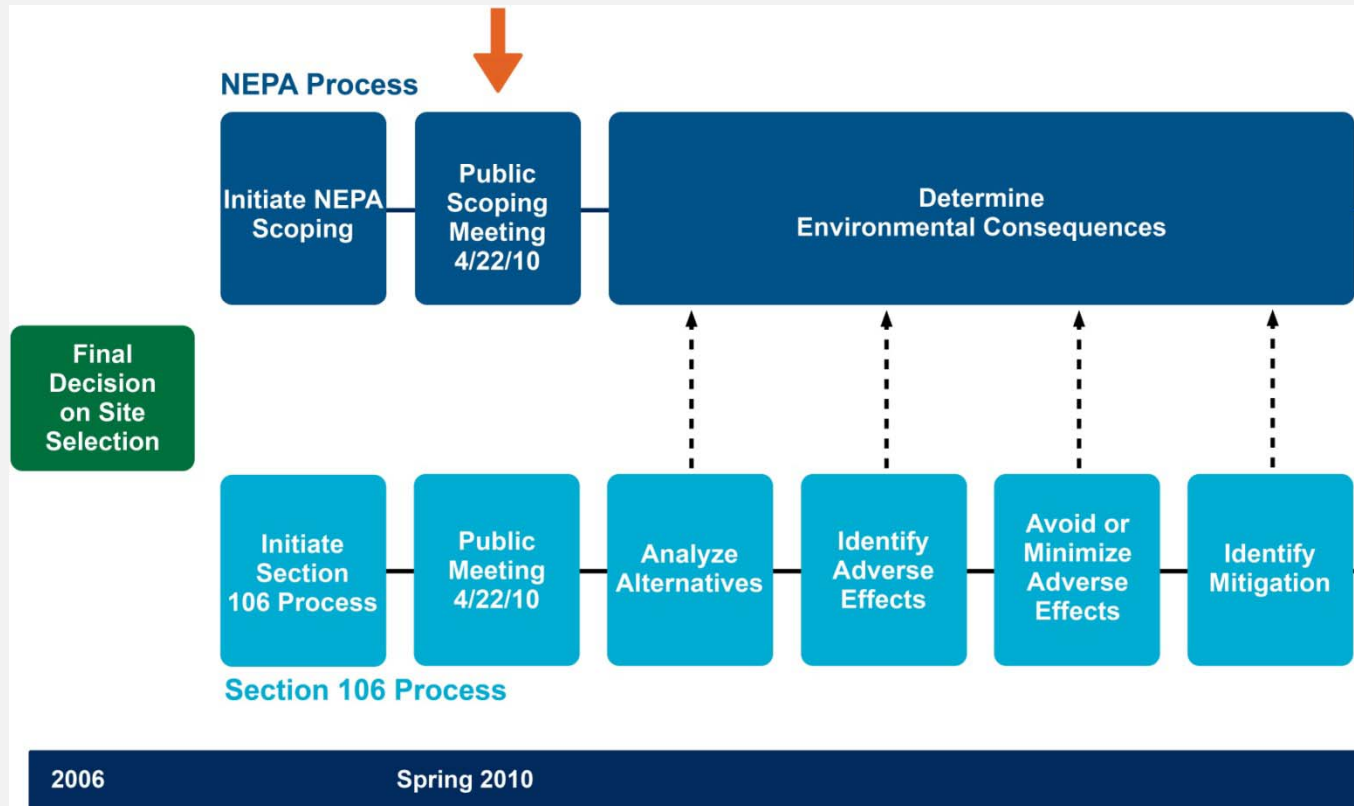 NEPA Process
Initiate NEPA
Scoping
Public
Scoping
Meeting
4/22/10
Determine
Environmental Consequences
Final
Decision
on Site
Selection
Initiate
Section
106 Process
Public
Meeting
4/22/10
Analyze
Alternatives
Identify
Adverse
Effects
Avoid or
Minimize
Adverse
Effects
Identify
Mitigation
Section 106 Process
2006
Spring 2010